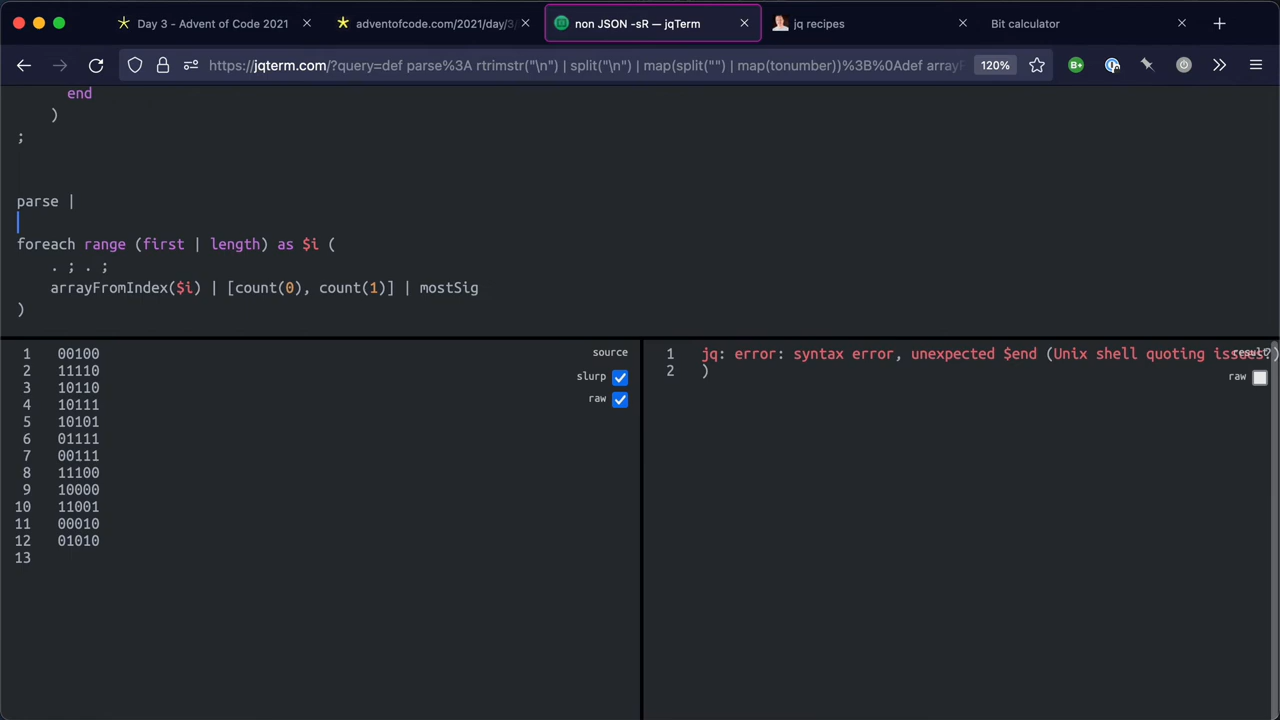 Day 3 - Advent of Code 2021
adventofcode.com/2021/day/3/
non JSON -sR — jqTerm
jq recipes
Bit calculator
https://jqterm.com/?query=def parse%3A rtrimstr("\n") | split("\n") | map(split("") | map(tonumber))%3B%0Adef arrayF
120%
end
)
;
parse |
foreach range (first | length) as $i (
. ; . ;
arrayFromIndex($i) | [count(0), count(1)] | mostSig
)
1 00100
2 11110
3 10110
4 10111
5 10101
6 01111
7 00111
8 11100
9 10000
10 11001
11 00010
12 01010
13
source
slurp
raw
1 jq: error: syntax error, unexpected $end (Unix shell quoting issues?)
2 )
result
raw